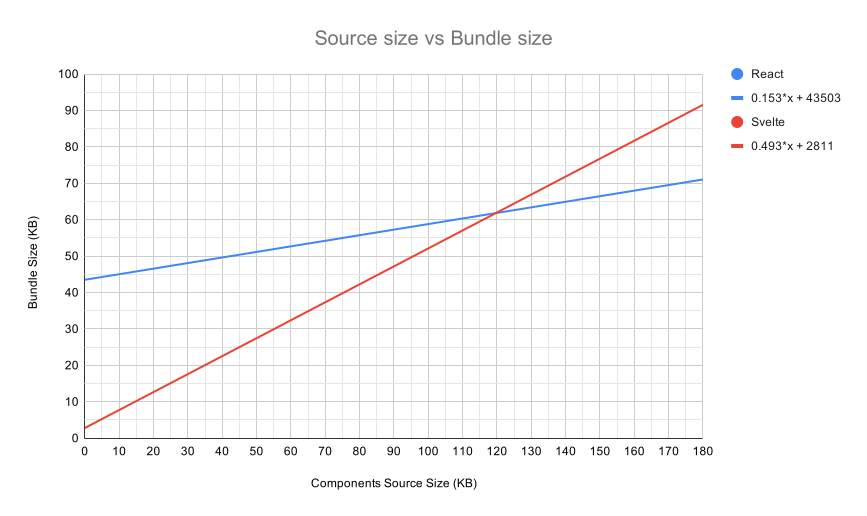 Source size vs Bundle size
React
0.153*x + 43503
Svelte
0.493*x + 2811
Bundle Size (KB)
100
90
80
70
60
50
40
30
20
10
0
0 10 20 30 40 50 60 70 80 90 100 110 120 130 140 150 160 170 180
Components Source Size (KB)